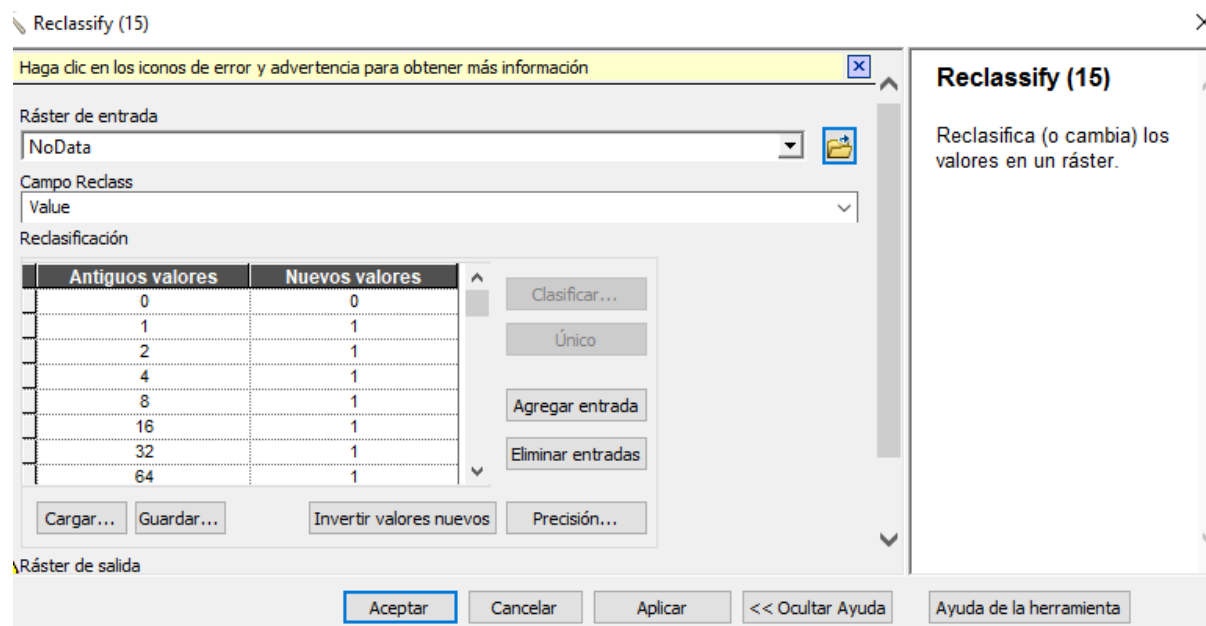 Reclassify (15)
Haga clic en los iconos de error y advertencia para obtener más información
Ráster de entrada
NoData
Campo Reclass
Value
Reclasificación
Antiguos valores Nuevos valores
0 0
1 1
2 1
4 1
8 1
16 1
32 1
64 1
Clasificar...
Único
Agregar entrada
Eliminar entradas
Cargar... Guardar... Invertir valores nuevos Precisión...
Ráster de salida
Aceptar Cancelar Aplicar << Ocultar Ayuda Ayuda de la herramienta
Reclassify (15)
Reclasifica (o cambia) los
valores en un ráster.